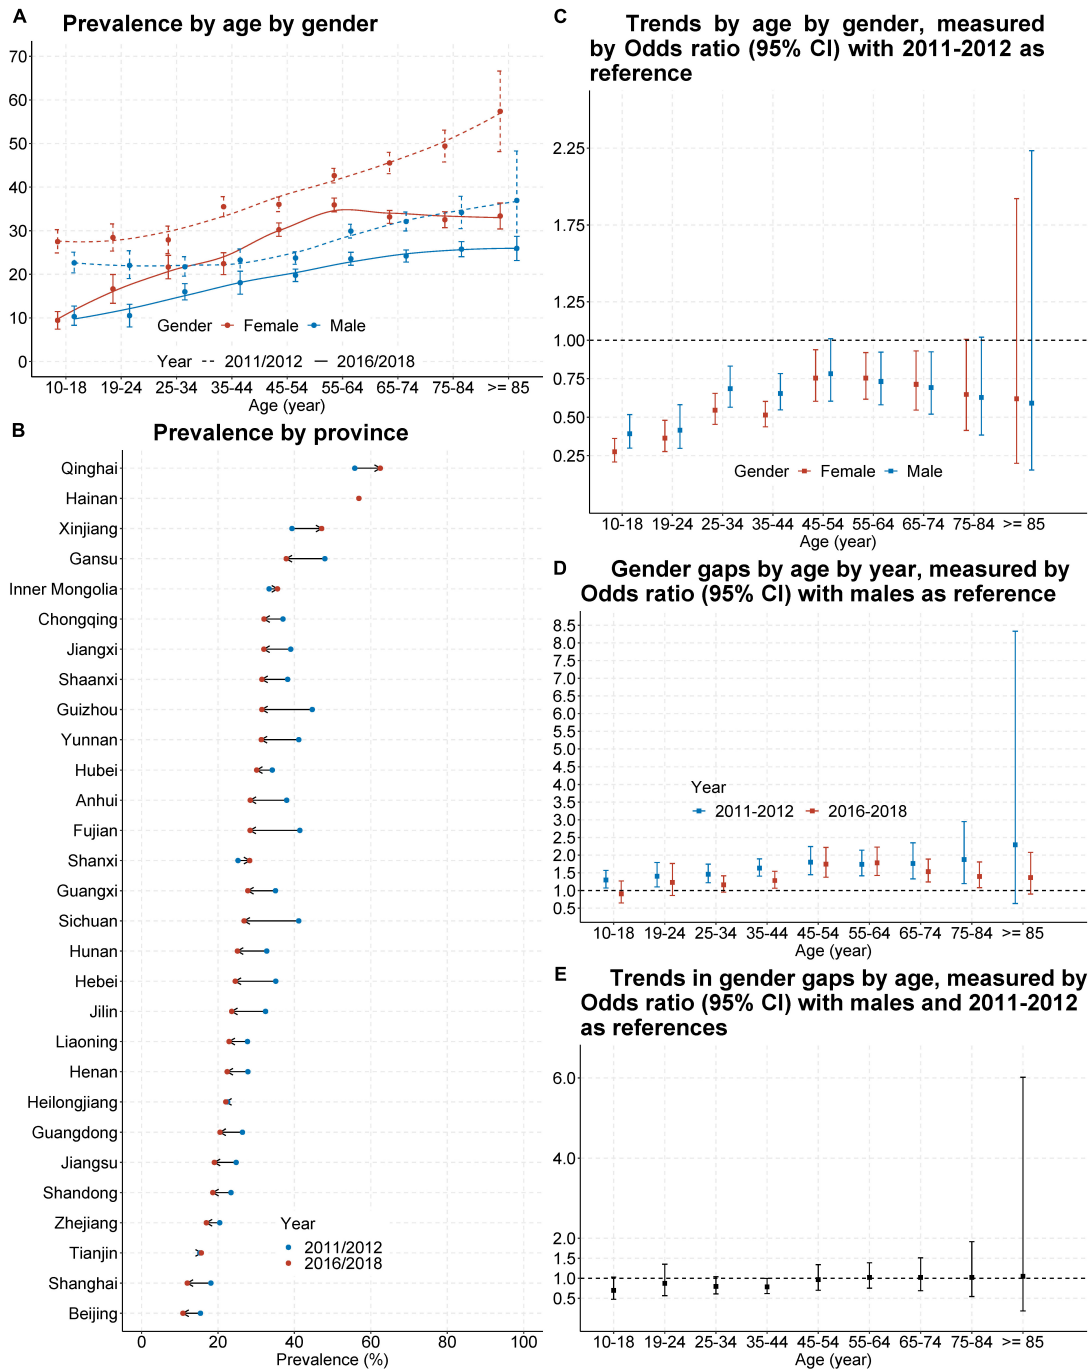 A Prevalence by age by gender
70
60
50
40
30
20
10
0
Gender Female Male
Year 2011/2012 2016/2018
10-18 19-24 25-34 35-44 45-54 55-64 65-74 75-84 >= 85
Age (year)
B Prevalence by province
Qinghai
Hainan
Xinjiang
Gansu
Inner Mongolia
Chongqing
Jiangxi
Shaanxi
Guizhou
Yunnan
Hubei
Anhui
Fujian
Shanxi
Guangxi
Sichuan
Hunan
Hebei
Jilin
Liaoning
Henan
Heilongjiang
Guangdong
Jiangsu
Shandong
Zhejiang
Tianjin
Shanghai
Beijing
Year
2011/2012
2016/2018
0 20 40 60 80 100
Prevalence (%)
C Trends by age by gender, measured
by Odds ratio (95% CI) with 2011-2012 as
reference
2.25
1.75
1.25
1.00
0.75
0.50
0.25
Gender Female Male
10-18 19-24 25-34 35-44 45-54 55-64 65-74 75-84 >= 85
Age (year)
D Gender gaps by age by year, measured by
Odds ratio (95% CI) with males as reference
8.5
8.0
7.5
7.0
6.5
6.0
5.5
5.0
4.5
4.0
3.5
3.0
2.5
2.0
1.5
1.0
0.5
Year
2011-2012 2016-2018
10-18 19-24 25-34 35-44 45-54 55-64 65-74 75-84 >= 85
Age (year)
E Trends in gender gaps by age, measured by
Odds ratio (95% CI) with males and 2011-2012
as references
6.0
4.0
2.0
1.5
1.0
0.5
10-18 19-24 25-34 35-44 45-54 55-64 65-74 75-84 >= 85
Age (year)